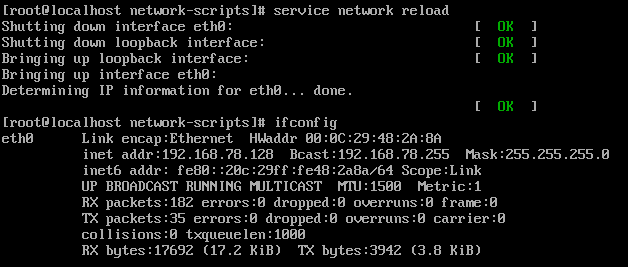 [root@localhost network-scripts]# service network reload
Shutting down interface eth0: [ OK ]
Shutting down loopback interface: [ OK ]
Bringing up loopback interface: [ OK ]
Bringing up interface eth0:
Determining IP information for eth0... done.
[ OK ]
[root@localhost network-scripts]# ifconfig
eth0 Link encap:Ethernet HWaddr 00:0C:29:48:2A:8A
inet addr:192.168.78.128 Bcast:192.168.78.255 Mask:255.255.255.0
inet6 addr: fe80::20c:29ff:fe48:2a8a/64 Scope:Link
UP BROADCAST RUNNING MULTICAST MTU:1500 Metric:1
RX packets:182 errors:0 dropped:0 overruns:0 frame:0
TX packets:35 errors:0 dropped:0 overruns:0 carrier:0
collisions:0 txqueuelen:1000
RX bytes:17692 (17.2 KiB) TX bytes:3942 (3.8 KiB)